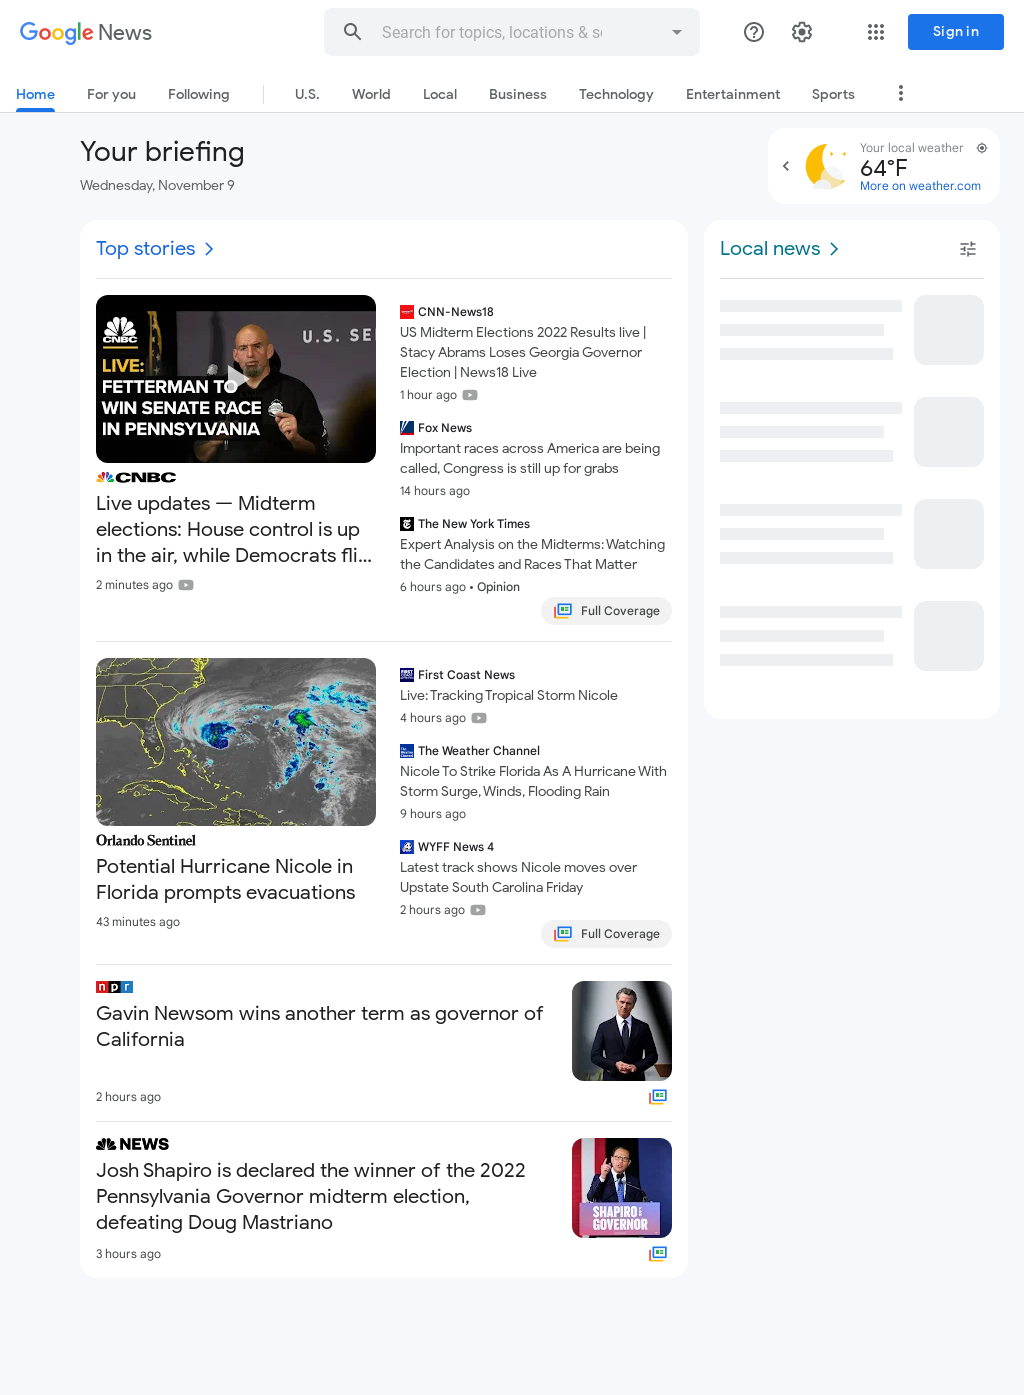 Google News
Search for topics, locations & so
Sign in
Home For you Following U.S. World Local Business Technology Entertainment Sports
Your briefing
Wednesday, November 9
Your local weather
64°F
More on weather.com
Top stories
CNBC
LIVE:
FETTERMAN TO
WIN SENATE RACE
IN PENNSYLVANIA
U.S. SEN
CNBC
Live updates — Midterm
elections: House control is up
in the air, while Democrats fli...
2 minutes ago
CNN-News18
US Midterm Elections 2022 Results live |
Stacy Abrams Loses Georgia Governor
Election | News18 Live
1 hour ago
Fox News
Important races across America are being
called, Congress is still up for grabs
14 hours ago
The New York Times
Expert Analysis on the Midterms: Watching
the Candidates and Races That Matter
6 hours ago • Opinion
Full Coverage
Orlando Sentinel
Potential Hurricane Nicole in
Florida prompts evacuations
43 minutes ago
First Coast News
Live: Tracking Tropical Storm Nicole
4 hours ago
The Weather Channel
Nicole To Strike Florida As A Hurricane With
Storm Surge, Winds, Flooding Rain
9 hours ago
WYFF News 4
Latest track shows Nicole moves over
Upstate South Carolina Friday
2 hours ago
Full Coverage
npr
Gavin Newsom wins another term as governor of
California
2 hours ago
NEWS
Josh Shapiro is declared the winner of the 2022
Pennsylvania Governor midterm election,
defeating Doug Mastriano
3 hours ago
SHAPIRO
GOVERNOR
Local news